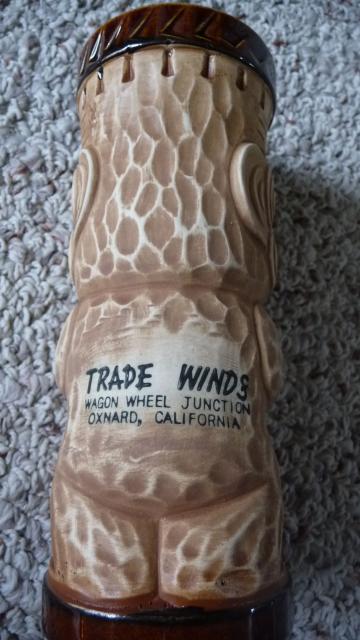 TRADE WINDS
WAGON WHEEL JUNCTION
OXNARD, CALIFORNIA